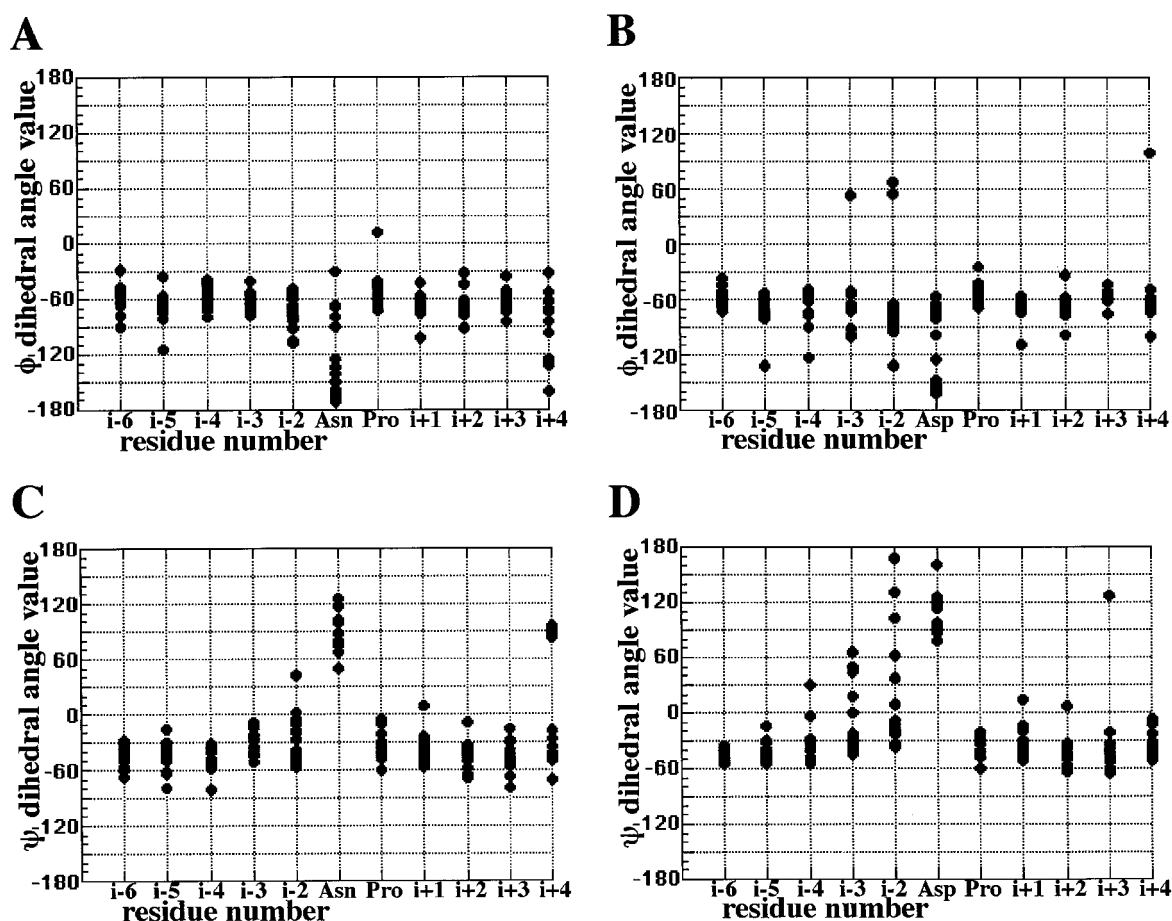 A
ϕ dihedral angle value
180
120
60
0
-60
-120
-180
i-6 i-5 i-4 i-3 i-2 Asn Pro i+1 i+2 i+3 i+4
residue number
B
ϕ dihedral angle value
180
120
60
0
-60
-120
-180
i-6 i-5 i-4 i-3 i-2 Asp Pro i+1 i+2 i+3 i+4
residue number
C
ψ dihedral angle value
180
120
60
0
-60
-120
-180
i-6 i-5 i-4 i-3 i-2 Asn Pro i+1 i+2 i+3 i+4
residue number
D
ψ dihedral angle value
180
120
60
0
-60
-120
-180
i-6 i-5 i-4 i-3 i-2 Asp Pro i+1 i+2 i+3 i+4
residue number